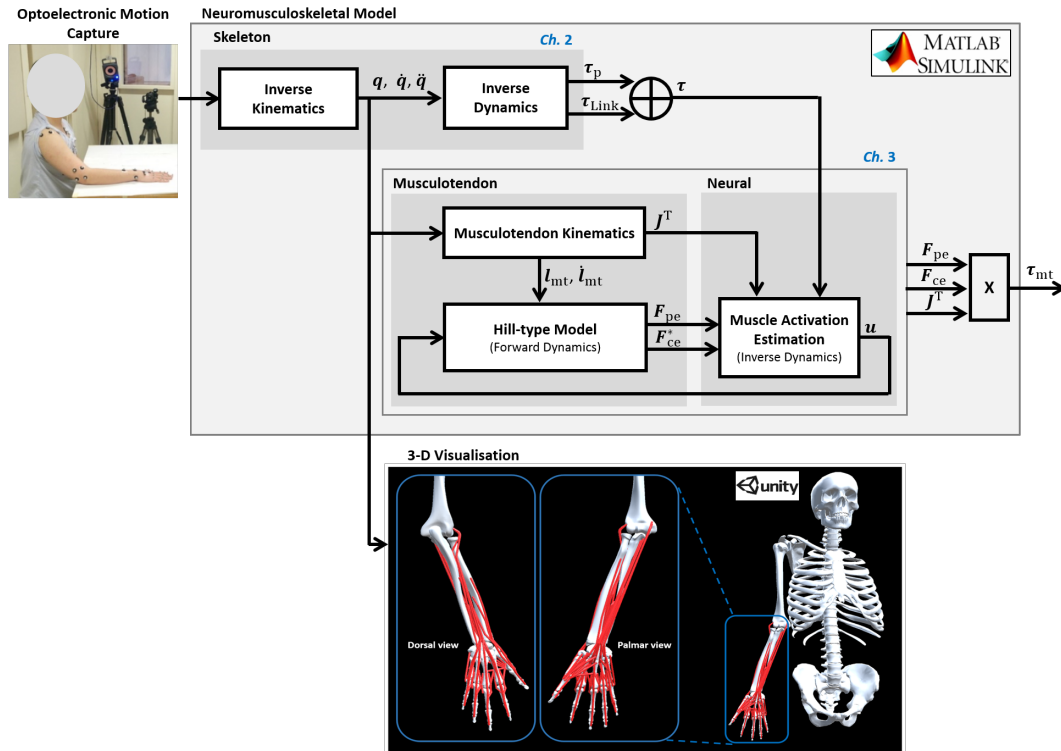 Optoelectronic Motion
Capture
Neuromusculoskeletal Model
Skeleton
Ch. 2
MATLAB
SIMULINK®
Inverse
Kinematics
q, q̇, q̈
Inverse
Dynamics
τp
τLink
τ
Ch. 3
Musculotendon
Neural
Musculotendon Kinematics
Jᵀ
lmt, l̇mt
Hill-type Model
(Forward Dynamics)
Fpe
F*ce
Muscle Activation
Estimation
(Inverse Dynamics)
u
Fpe
Fce
Jᵀ
X
τmt
3-D Visualisation
unity
Dorsal view
Palmar view